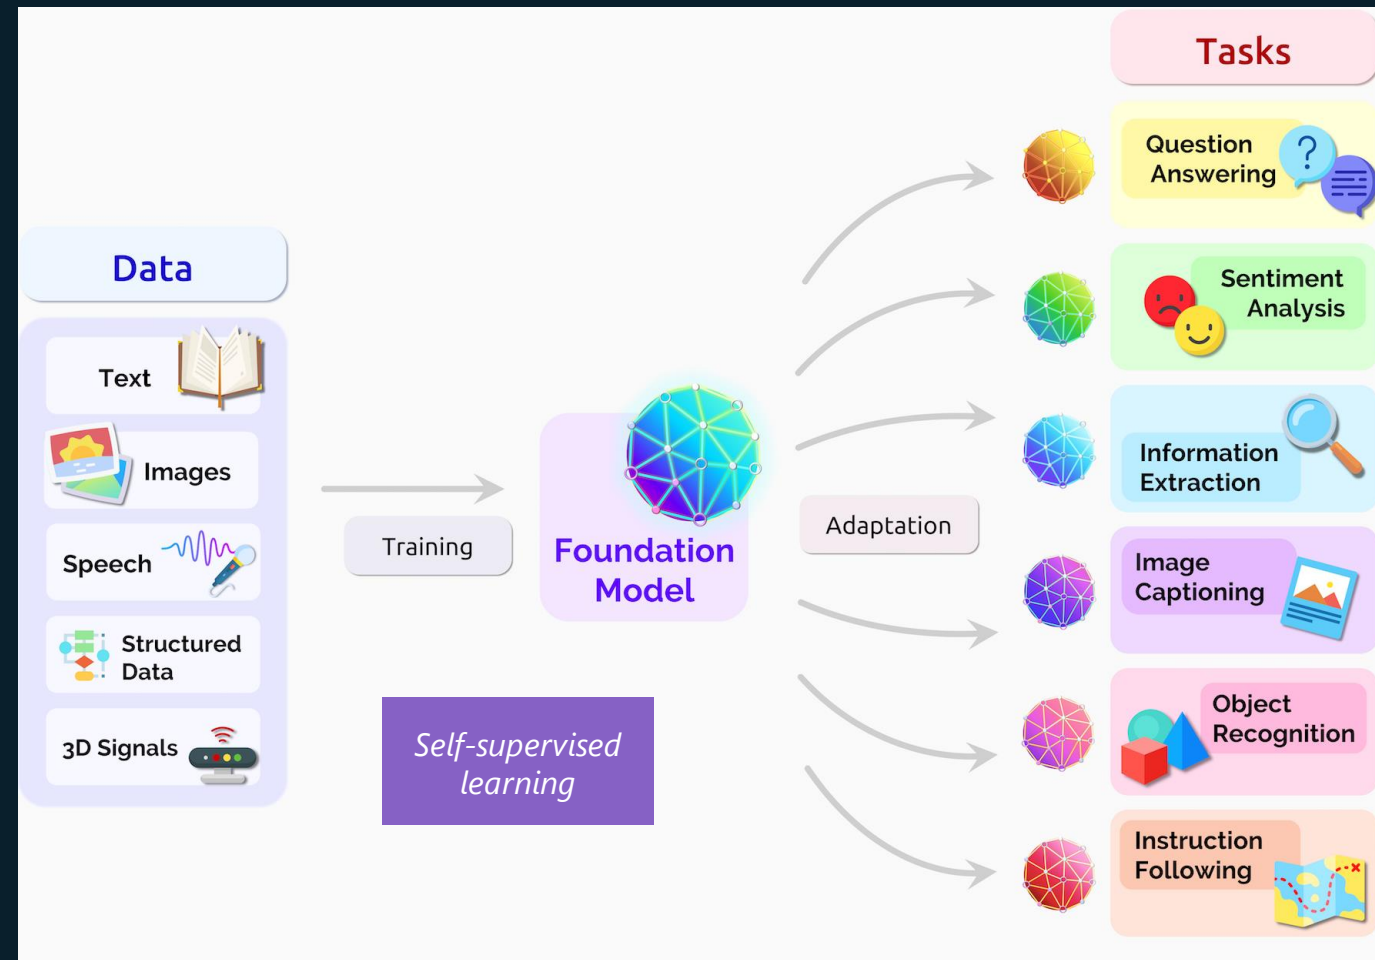 Tasks
Question
Answering
?
Data
Sentiment
Analysis
Text
Images
Information
Extraction
Foundation
Model
Training
Adaptation
Speech
Image
Captioning
Structured
Data
3D Signals
Self-supervised
learning
Object
Recognition
Instruction
Following